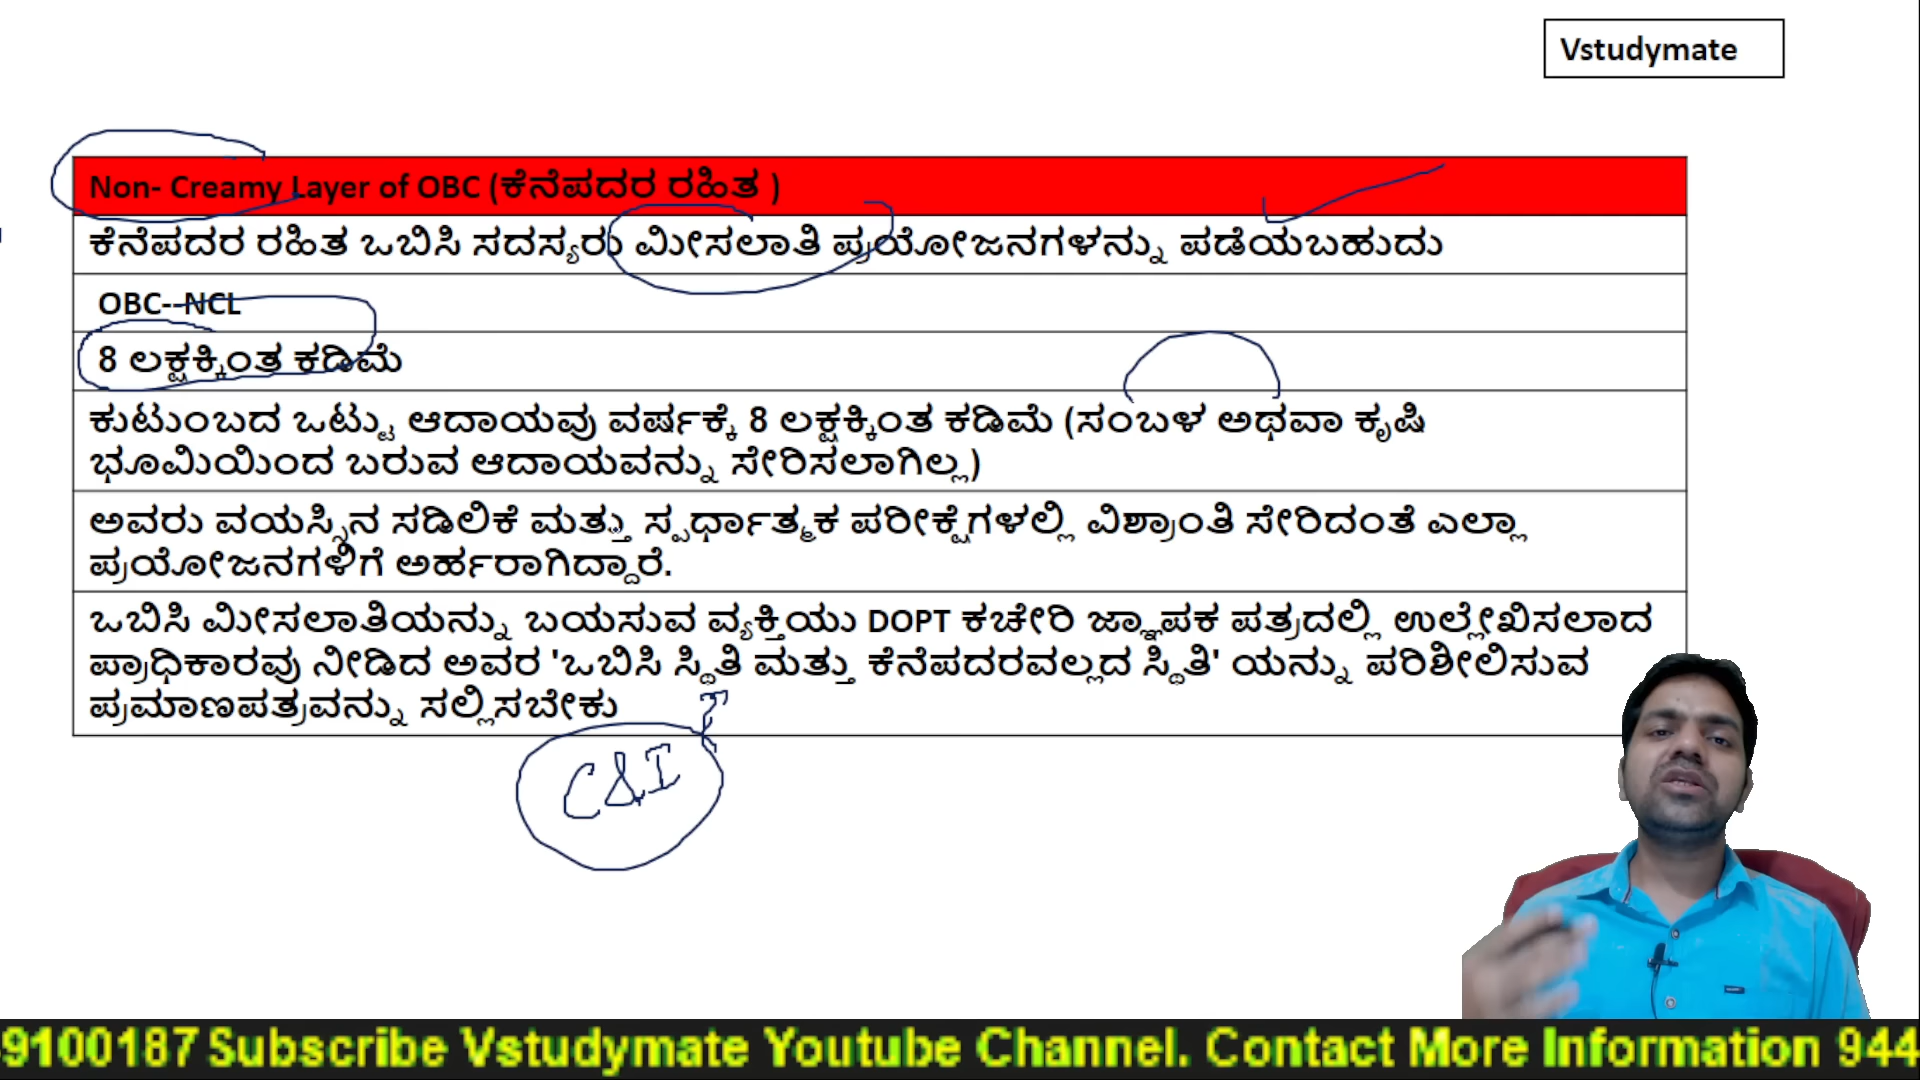 Vstudymate
Non- Creamy Layer of OBC (ಕೆನೆಪದರ ರಹಿತ )
ಕೆನೆಪದರ ರಹಿತ ಒಬಿಸಿ ಸದಸ್ಯರು ಮೀಸಲಾತಿ ಪ್ರಯೋಜನಗಳನ್ನು ಪಡೆಯಬಹುದು
OBC--NCL
8 ಲಕ್ಷಕ್ಕಿಂತ ಕಡಿಮೆ
ಕುಟುಂಬದ ಒಟ್ಟು ಆದಾಯವು ವರ್ಷಕ್ಕೆ 8 ಲಕ್ಷಕ್ಕಿಂತ ಕಡಿಮೆ (ಸಂಬಳ ಅಥವಾ ಕೃಷಿ
ಭೂಮಿಯಿಂದ ಬರುವ ಆದಾಯವನ್ನು ಸೇರಿಸಲಾಗಿಲ್ಲ)
ಅವರು ವಯಸ್ಸಿನ ಸಡಿಲಿಕೆ ಮತ್ತು ಸ್ಪರ್ಧಾತ್ಮಕ ಪರೀಕ್ಷೆಗಳಲ್ಲಿ ವಿಶ್ರಾಂತಿ ಸೇರಿದಂತೆ ಎಲ್ಲಾ
ಪ್ರಯೋಜನಗಳಿಗೆ ಅರ್ಹರಾಗಿದ್ದಾರೆ.
ಒಬಿಸಿ ಮೀಸಲಾತಿಯನ್ನು ಬಯಸುವ ವ್ಯಕ್ತಿಯು DOPT ಕಚೇರಿ ಜ್ಞಾಪಕ ಪತ್ರದಲ್ಲಿ ಉಲ್ಲೇಖಿಸಲಾದ
ಪ್ರಾಧಿಕಾರವು ನೀಡಿದ ಅವರ 'ಒಬಿಸಿ ಸ್ಥಿತಿ ಮತ್ತು ಕೆನೆಪದರವಲ್ಲದ ಸ್ಥಿತಿ' ಯನ್ನು ಪರಿಶೀಲಿಸುವ
ಪ್ರಮಾಣಪತ್ರವನ್ನು ಸಲ್ಲಿಸಬೇಕು
C&I
9100187 Subscribe Vstudymate Youtube Channel. Contact More Information 944